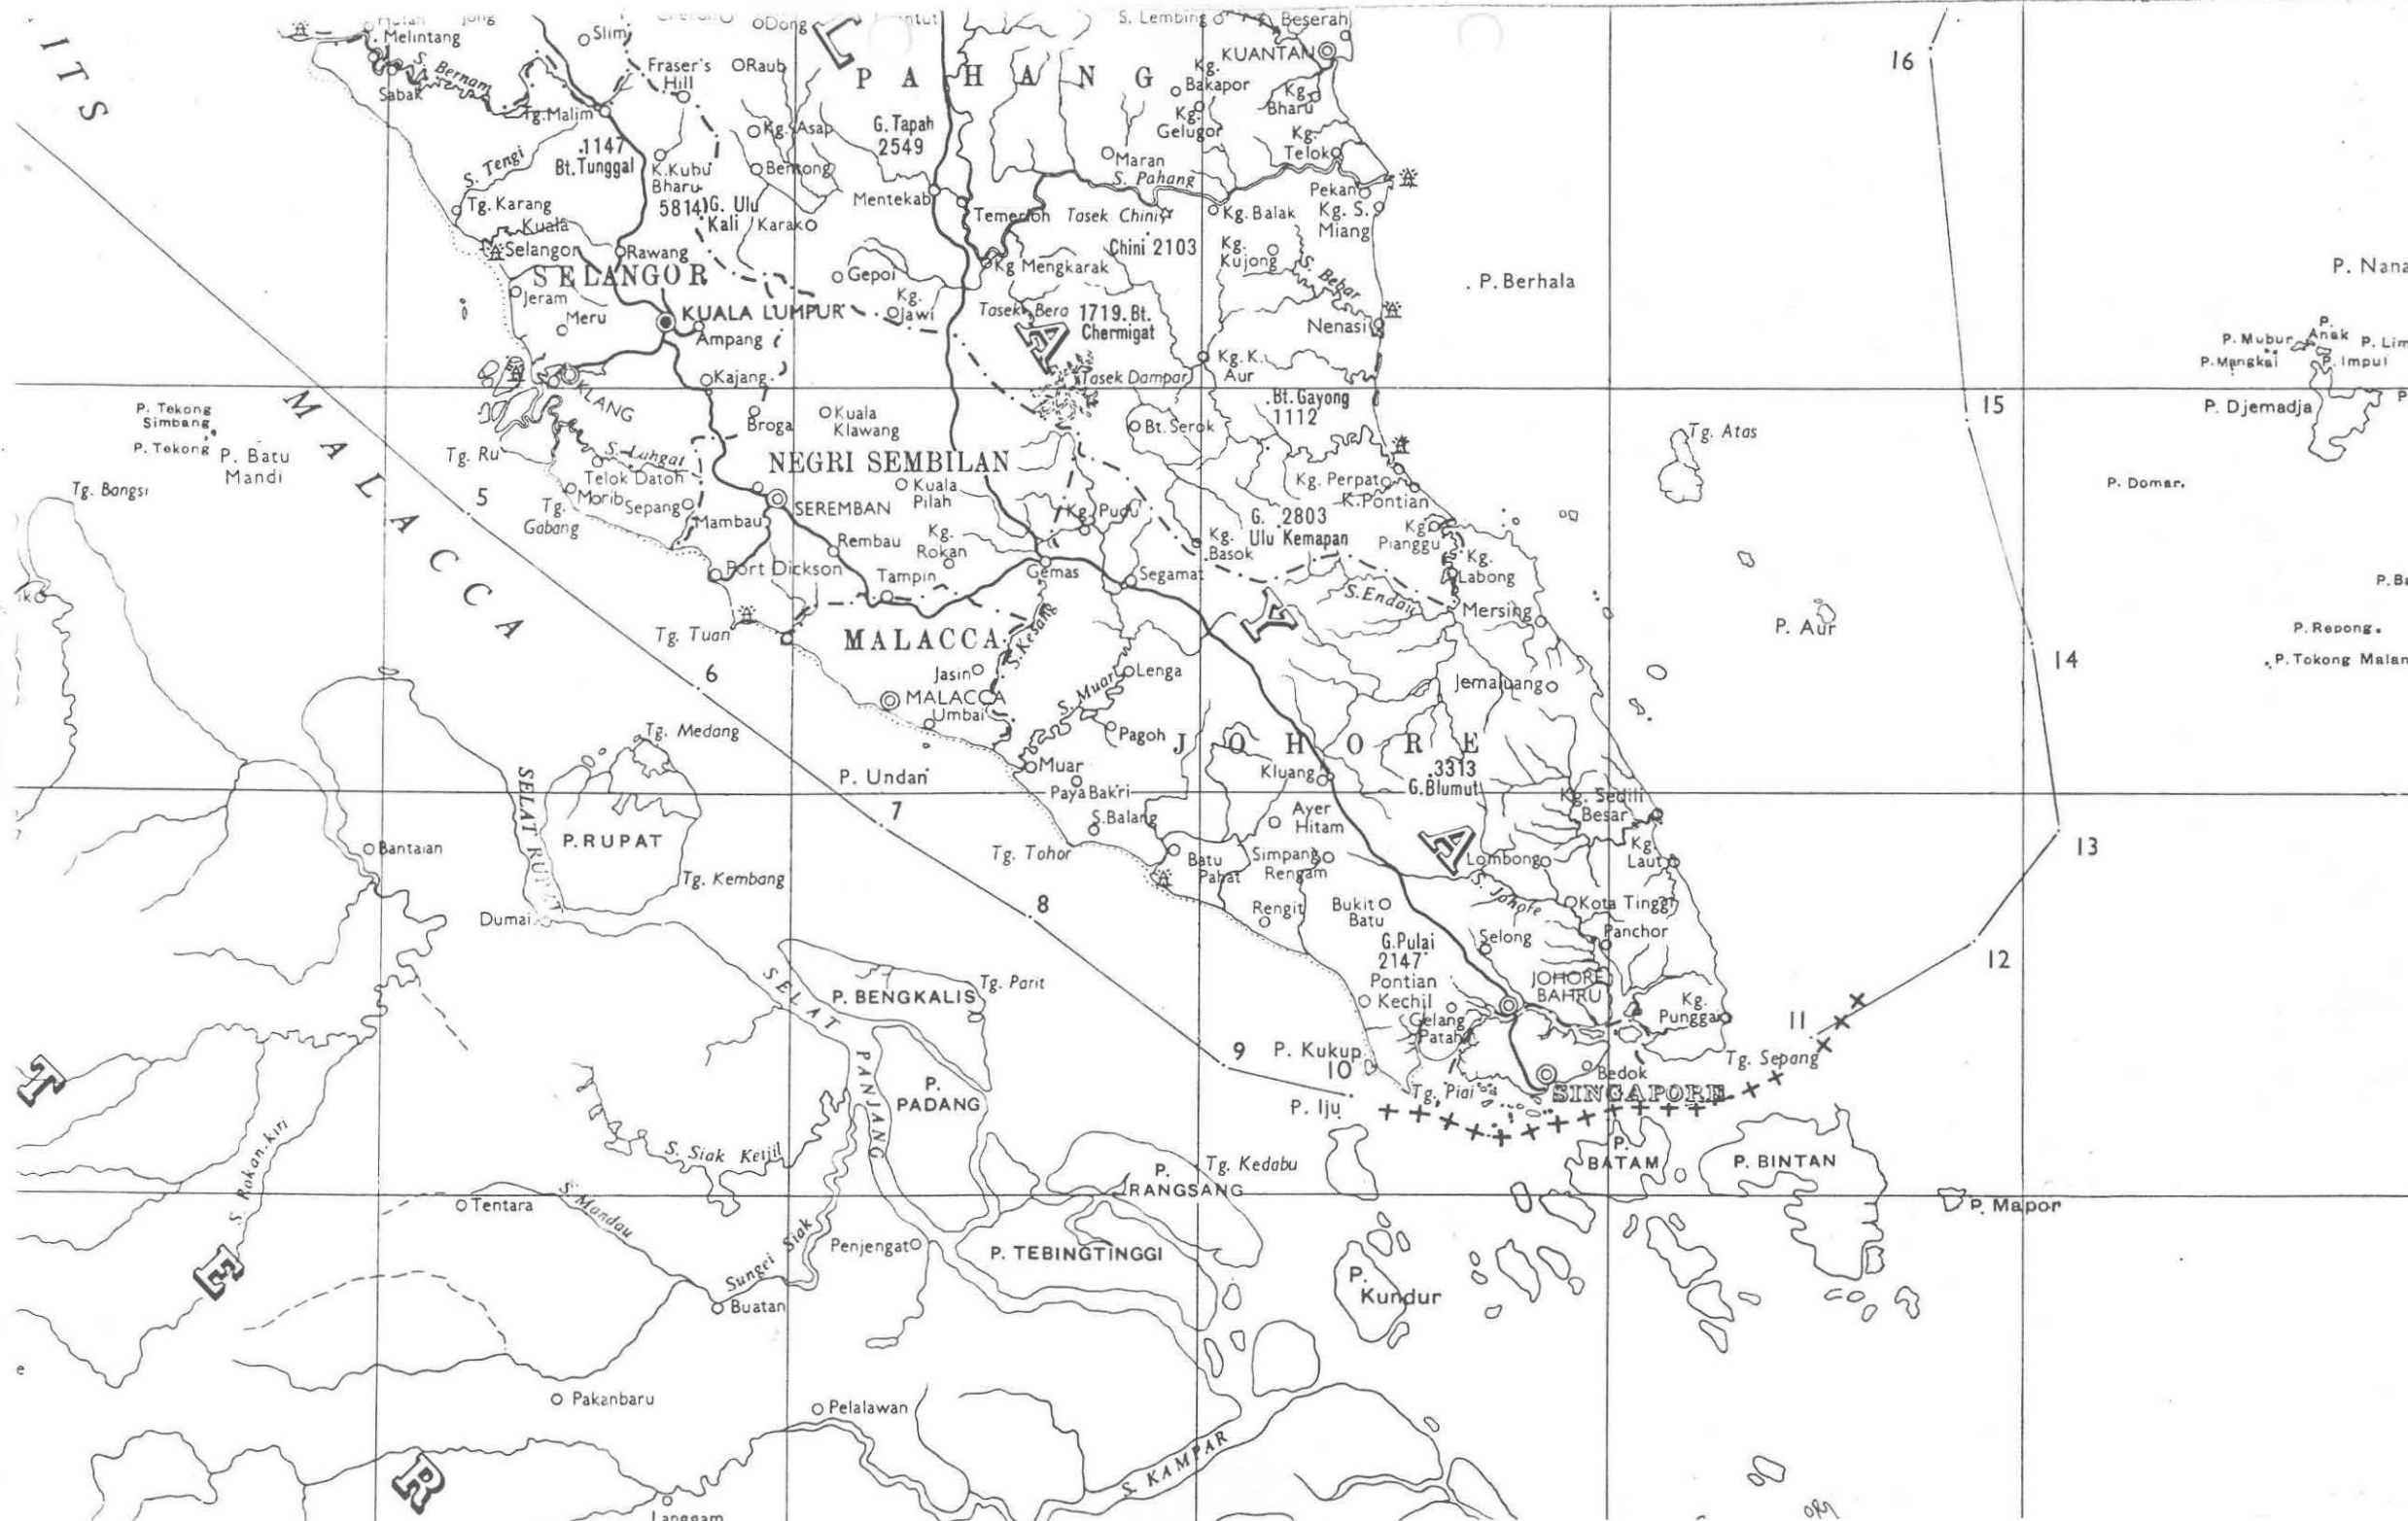 ITS
Melintang
Slim
Dong
S. Lembing
Beserah
KUANTAN
16
S. Bernam
Sabak
Fraser's
Hill
Raub
PAHANG
Kg.
Bakapor
Kg.
Bharu
Tg.Malim
Kg. Asap
G. Tapah
2549
Kg.
Gelugor
Kg.
Telok
.1147
Bt. Tunggal
S. Tengi
K.Kubu
Bharu
Bentong
Maran
S. Pahang
Pekan
Tg. Karang
5814
G. Ulu
Kali
Karak
Mentekab
Temerloh
Tasek Chini
Kg. Balak
Kg. S.
Miang
Kuala
Selangor
Rawang
Chini 2103
Kg.
Kujong
S. Bebar
SELANGOR
Gepoi
Kg Mengkarak
P. Berhala
P. Nana
Jeram
Meru
KUALA LUMPUR
Kg.
Jawi
Tasek Bera
1719.Bt.
Chermigat
Nenasi
Ampang
P. Mubur
P.
Anak
P. Lim
P.Mangkai
P. Impul
Kg. K.
Aur
KLANG
Kajang
Tasek Dampar
Bt. Gayong
1112
15
P. Djemadja
P. Tekong
Simbang
P. Tekong
P. Batu
Mandi
MALACCA
Broga
Kuala
Klawang
Bt. Serok
Tg. Atas
Tg. Ru
S. Lahgat
NEGRI SEMBILAN
Tg. Bangsi
5
Telok Datoh
Morib
Sepang
Kuala
Pilah
Kg. Perpat
K.Pontian
P. Domar.
Tg.
Gabang
Mambau
SEREMBAN
Kg. Pudu
G. 2803
Ulu Kemapan
Kg.
Pianggu
Rembau
Kg.
Rokan
Kg.
Basok
Kg.
Labong
Port Dickson
Tampin
Gemas
Segamat
S. Endau
Mersing
Tg. Tuan
MALACCA
S.Kesang
P. Aur
P. Repong.
14
P. Tokong Malan
6
Jasin
Lenga
S. Muar
Jemaluang
MALACCA
Umbai
Tg. Medang
Pagoh
JOHORE
SELAT RUPAT
P. Undan
Muar
Kluang
.3313
G.Blumut
Paya Bakri
Kg. Sedili
Besar
7
P.RUPAT
S.Balang
Ayer
Hitam
13
Bantaian
Tg. Tohor
Batu
Pahat
Simpang
Rengam
Lombong
Kg.
Laut
Tg. Kembang
8
S. Johore
Kota Tinggi
Dumai
Rengit
Bukit
Batu
Panchor
G.Pulai
2147
Selong
12
SELAT PANJANG
P. BENGKALIS
Tg. Parit
Pontian
Kechil
JOHORE
BAHRU
Kg.
Punggai
Gelang
Patah
11
9
P. Kukup
10
Bedok
Tg. Sepang
P.
PADANG
P. Iju
Tg. Piai
SINGAPORE
S. Siak Ketjil
S. Rokan-kiri
P.
RANGSANG
Tg. Kedabu
P.
BATAM
P. BINTAN
Tentara
S. Mandau
P. Mapor
Penjengat
P. TEBINGTINGGI
Sungei Siak
P.
Kundur
Buatan
Pakanbaru
Pelalawan
S. KAMPAR
Langgam
L
A
Y
A
T
E
R